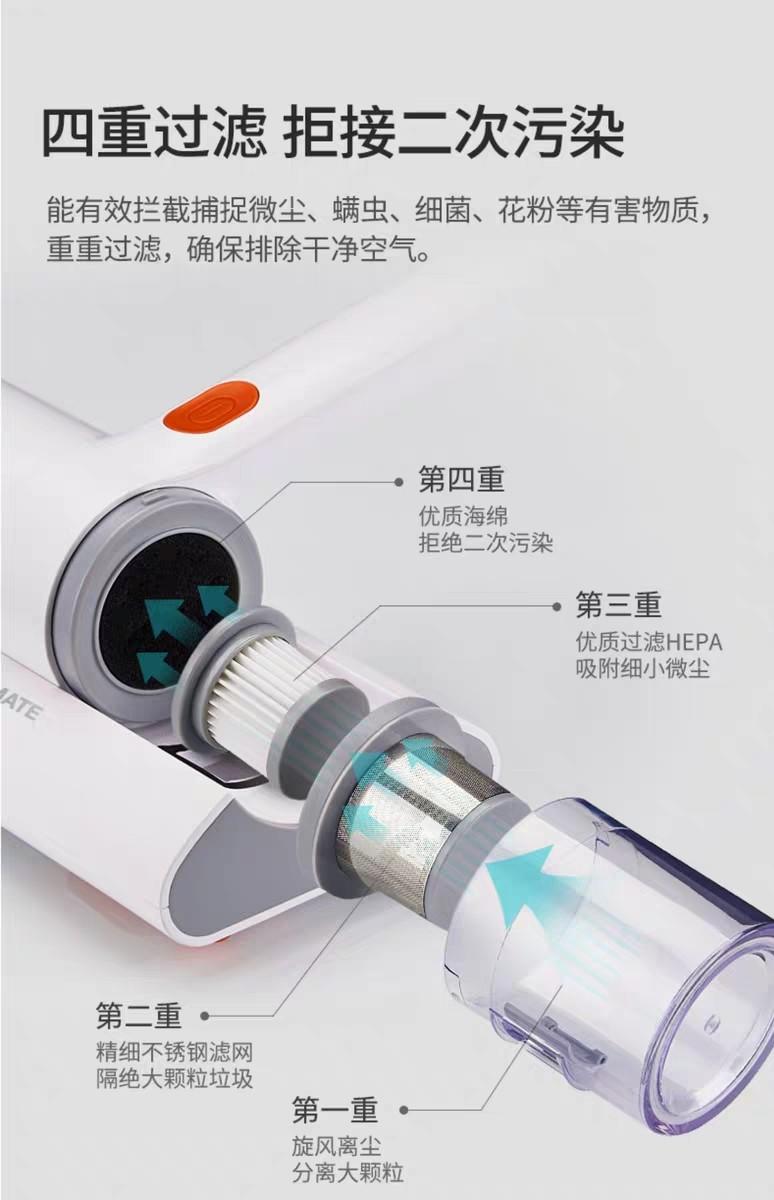 四重过滤 拒接二次污染
能有效拦截捕捉微尘、螨虫、细菌、花粉等有害物质，
重重过滤，确保排除干净空气。
第四重
优质海绵
拒绝二次污染
第三重
优质过滤HEPA
吸附细小微尘
MATE
第二重
精细不锈钢滤网
隔绝大颗粒垃圾
第一重
旋风离尘
分离大颗粒